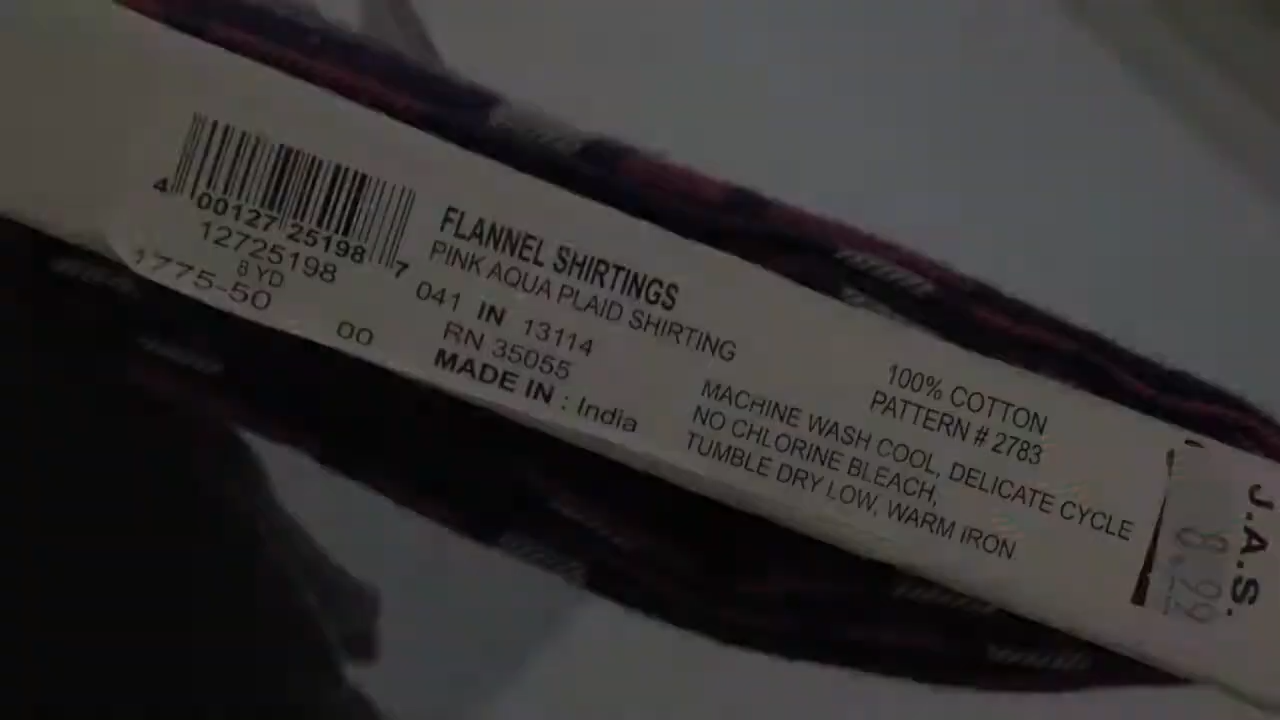 4 00127 25198 7
12725198
8 YD
1775-50
00
FLANNEL SHIRTINGS
PINK AQUA PLAID SHIRTING
041 IN 13114
RN 35055
MADE IN : India
100% COTTON
PATTERN # 2783
MACHINE WASH COOL, DELICATE CYCLE
NO CHLORINE BLEACH,
TUMBLE DRY LOW, WARM IRON
J.A.S.
8.99